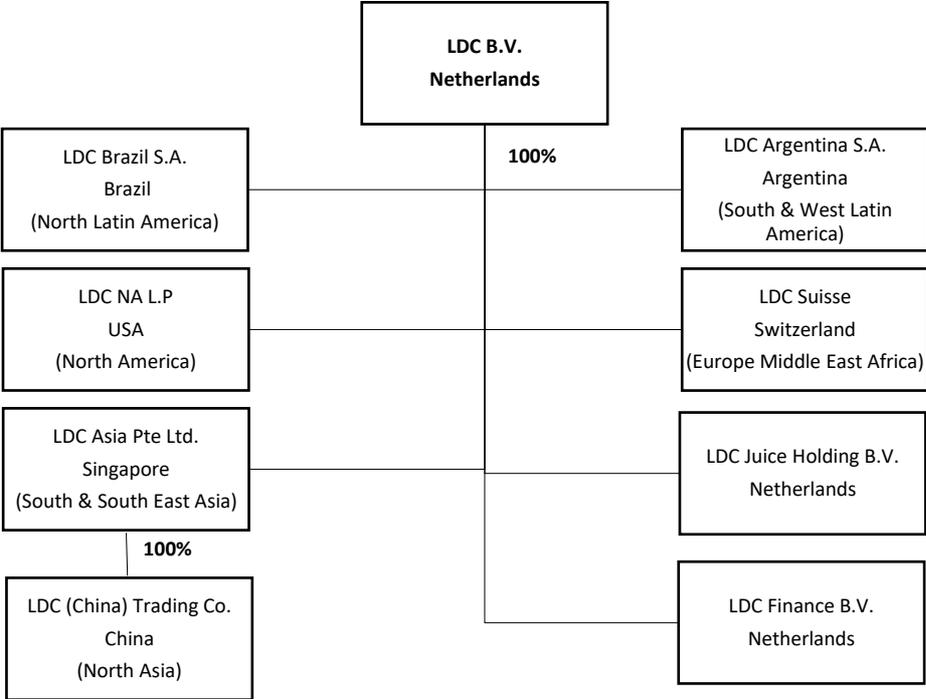 LDC B.V.
Netherlands
100%
LDC Brazil S.A.
Brazil
(North Latin America)
LDC Argentina S.A.
Argentina
(South & West Latin
America)
LDC NA L.P
USA
(North America)
LDC Suisse
Switzerland
(Europe Middle East Africa)
LDC Asia Pte Ltd.
Singapore
(South & South East Asia)
LDC Juice Holding B.V.
Netherlands
100%
LDC (China) Trading Co.
China
(North Asia)
LDC Finance B.V.
Netherlands